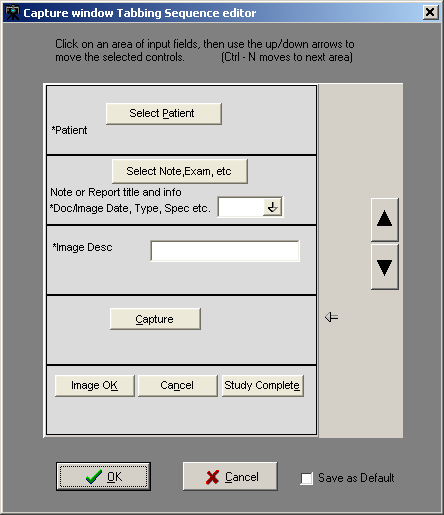 Capture window Tabbing Sequence editor
Click on an area of input fields, then use the up/down arrows to
move the selected controls. (Ctrl - N moves to next area)
Select Patient
*Patient
Select Note,Exam, etc
Note or Report title and info
*Doc/Image Date, Type, Spec etc.
*Image Desc
Capture
Image OK Cancel Study Complete
OK Cancel Save as Default